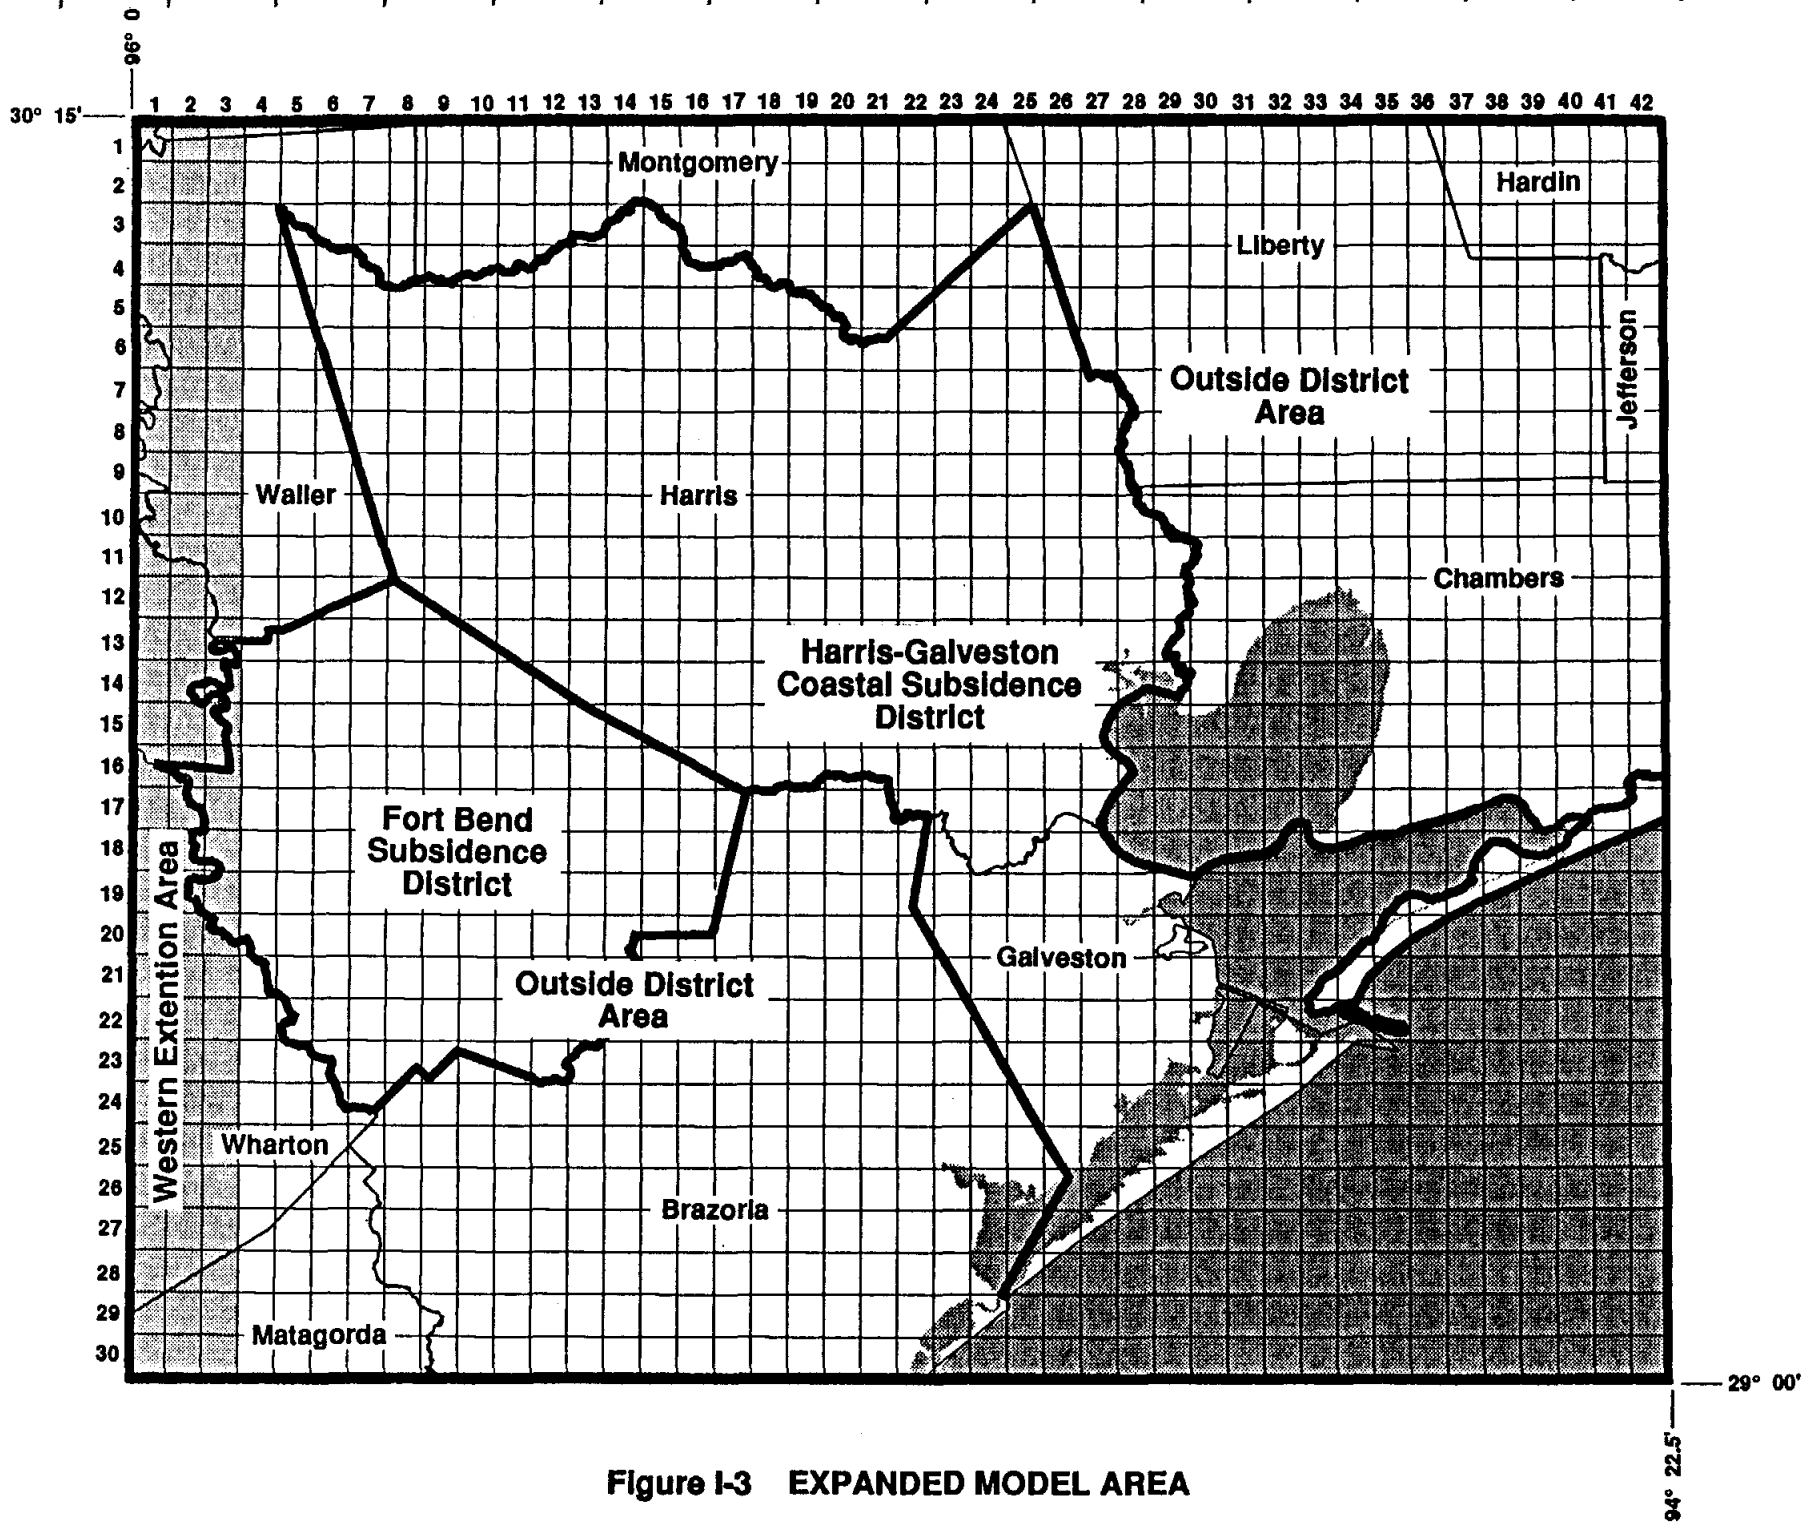 96° 0
30° 15'
1 2 3 4 5 6 7 8 9 10 11 12 13 14 15 16 17 18 19 20 21 22 23 24 25 26 27 28 29 30 31 32 33 34 35 36 37 38 39 40 41 42
1
2
3
4
5
6
7
8
9
10
11
12
13
14
15
16
17
18
19
20
21
22
23
24
25
26
27
28
29
30
Montgomery
Hardin
Liberty
Jefferson
Outside District
Area
Waller
Harris
Chambers
Harris-Galveston
Coastal Subsidence
District
Fort Bend
Subsidence
District
Western Extention Area
Galveston
Outside District
Area
Wharton
Brazoria
Matagorda
29° 00'
94° 22.5'
Figure I-3 EXPANDED MODEL AREA